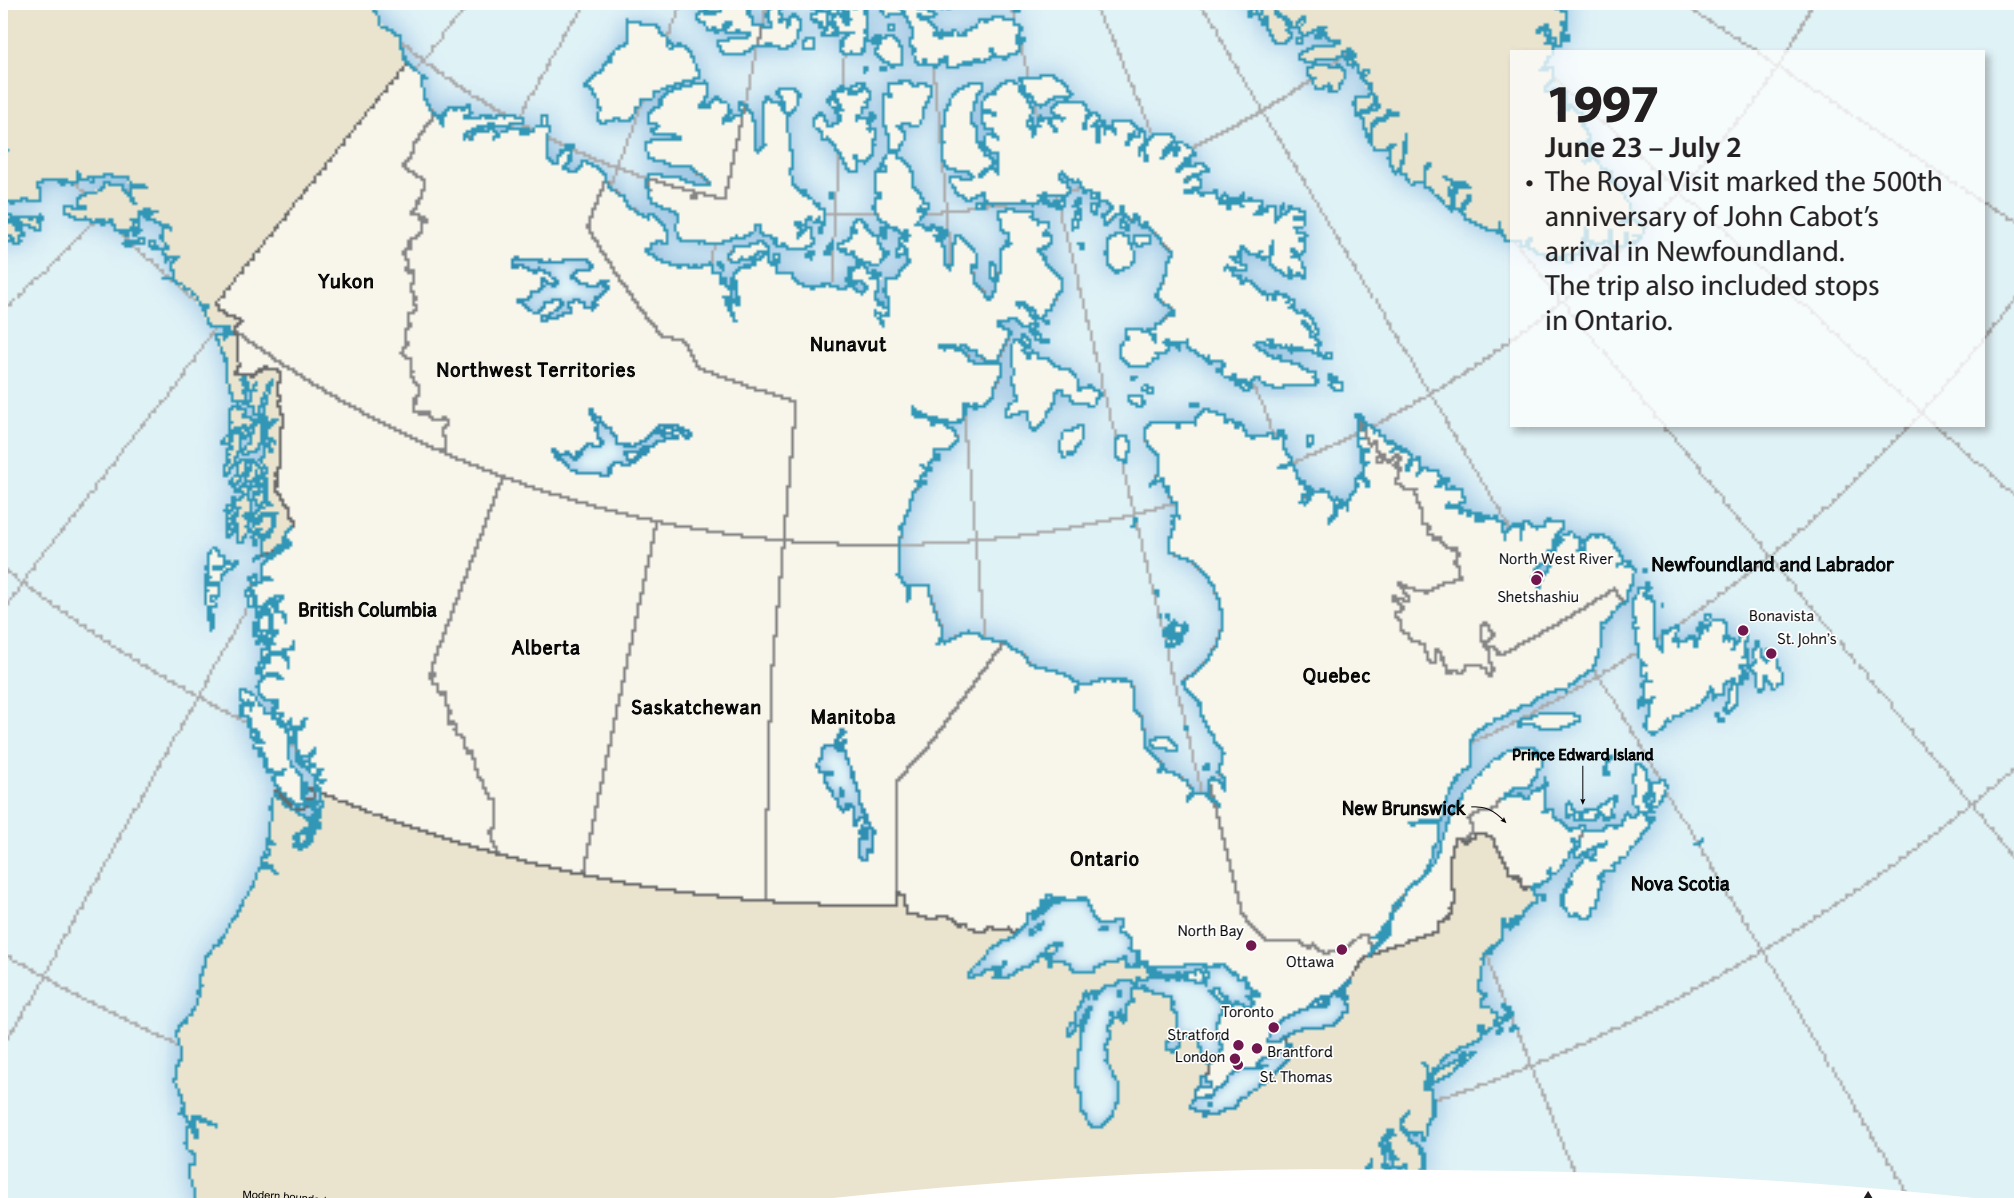 1997
June 23 – July 2
• The Royal Visit marked the 500th
anniversary of John Cabot’s
arrival in Newfoundland.
The trip also included stops
in Ontario.
Yukon
Nunavut
Northwest Territories
North West River
Newfoundland and Labrador
Shetshashiu
British Columbia
Bonavista
St. John's
Alberta
Quebec
Saskatchewan
Manitoba
Prince Edward Island
New Brunswick
Ontario
Nova Scotia
North Bay
Ottawa
Toronto
Stratford
Brantford
London
St. Thomas
Modern